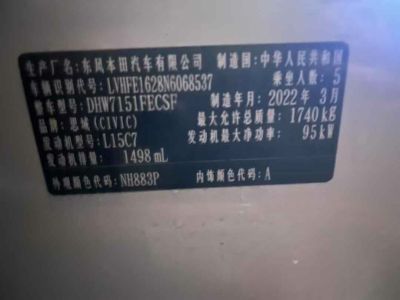 生产厂名：东风本田汽车有限公司 制造国：中华人民共和国
车辆识别代号：LVHFE1628N6068537 乘坐人数：5
整车型号：DHW7151FECSF 制造年月：2022年3月
品牌：思域(CIVIC) 最大允许总质量：1740kg
发动机型号：L15C7 发动机最大净功率：95kW
发动机排量：1498mL
外观颜色代码：NH883P 内饰颜色代码：A